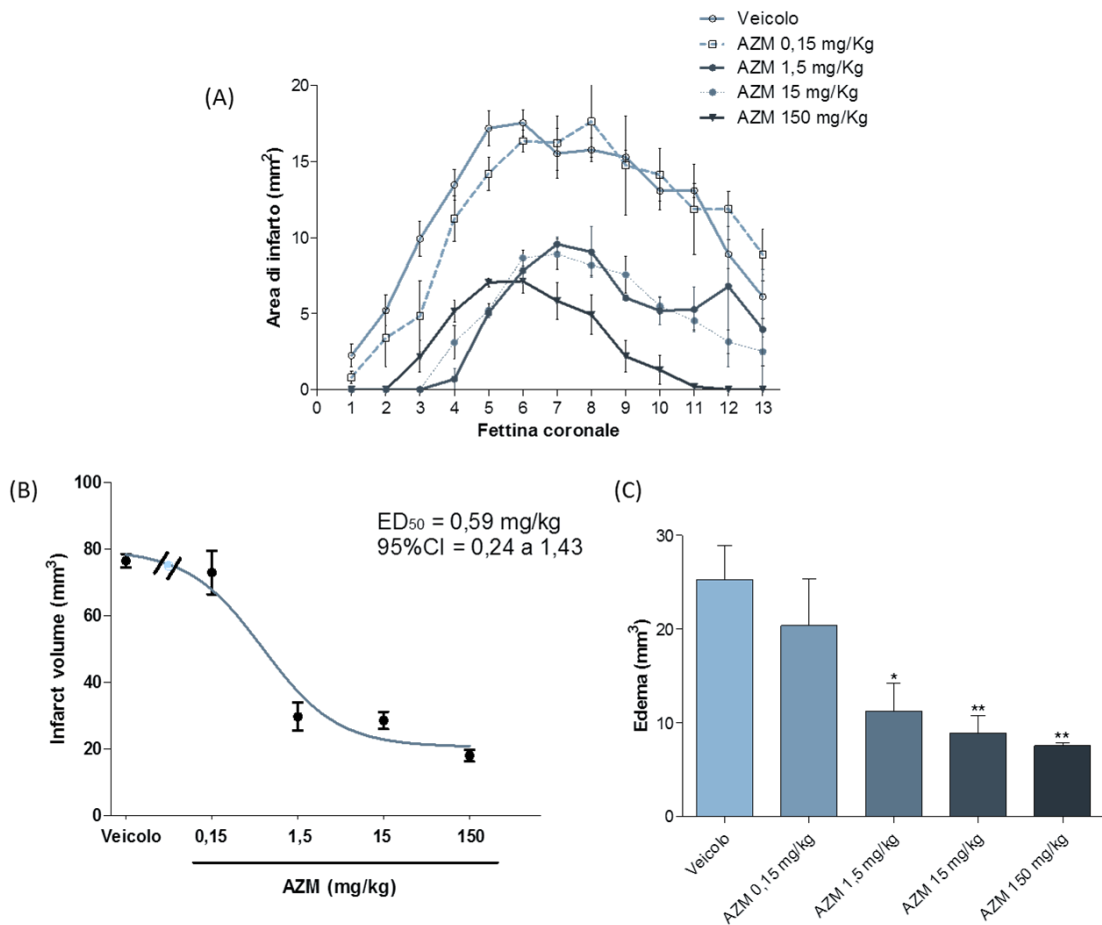 Veicolo
AZM 0,15 mg/Kg
AZM 1,5 mg/Kg
AZM 15 mg/Kg
AZM 150 mg/Kg
(A)
20
15
10
5
0
Area di infarto (mm²)
0 1 2 3 4 5 6 7 8 9 10 11 12 13
Fettina coronale
(B)
100
80
60
40
20
0
Infarct volume (mm³)
ED₅₀ = 0,59 mg/kg
95%CI = 0,24 a 1,43
Veicolo 0,15 1,5 15 150
AZM (mg/kg)
(C)
30
20
10
0
Edema (mm³)
*
**
**
Veicolo
AZM 0,15 mg/kg
AZM 1,5 mg/kg
AZM 15 mg/kg
AZM 150 mg/kg